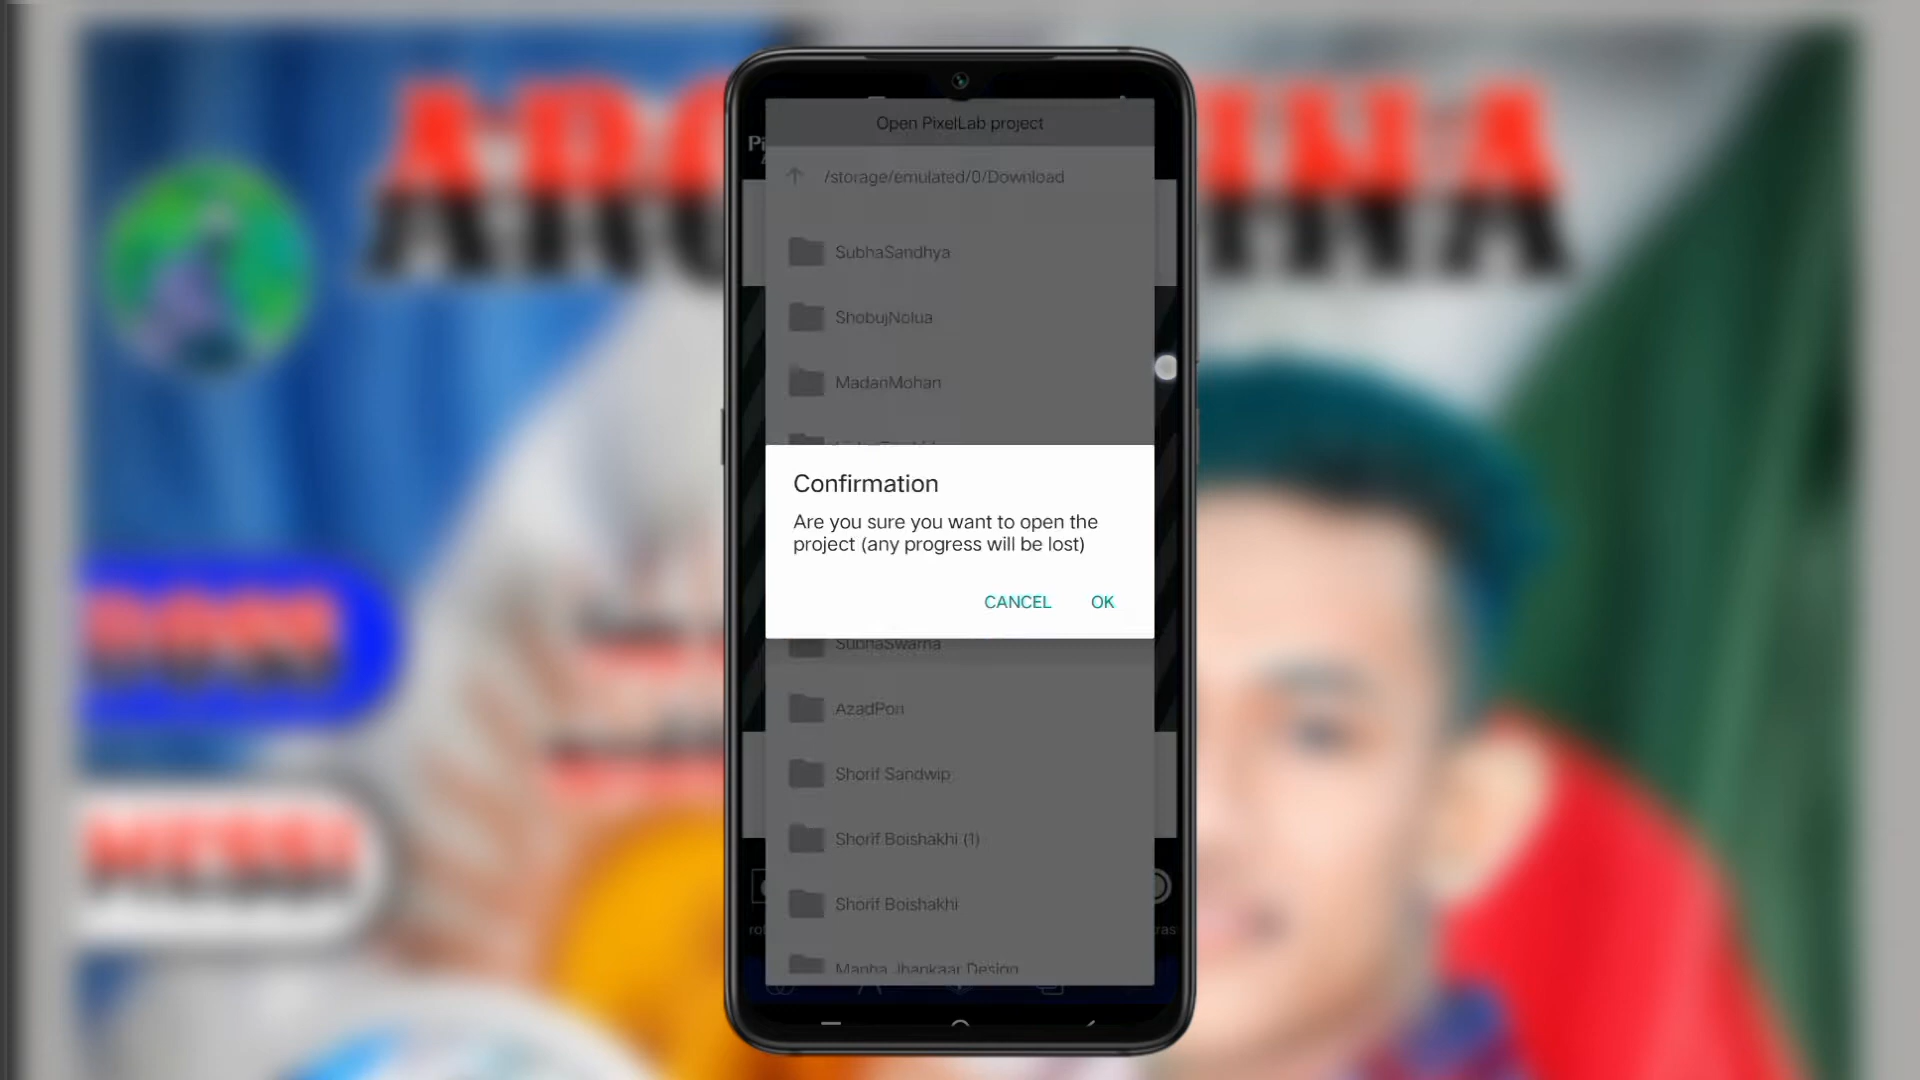 Open PixelLab project
/storage/emulated/0/Download
SubhaSandhya
ShobujNolua
MadanMohan
Confirmation
Are you sure you want to open the
project (any progress will be lost)
CANCEL OK
SubhaSwarna
AzadPori
Shorif Sandwip
Shorif Boishakhi (1)
Shorif Boishakhi
Manha Jhankaar Design